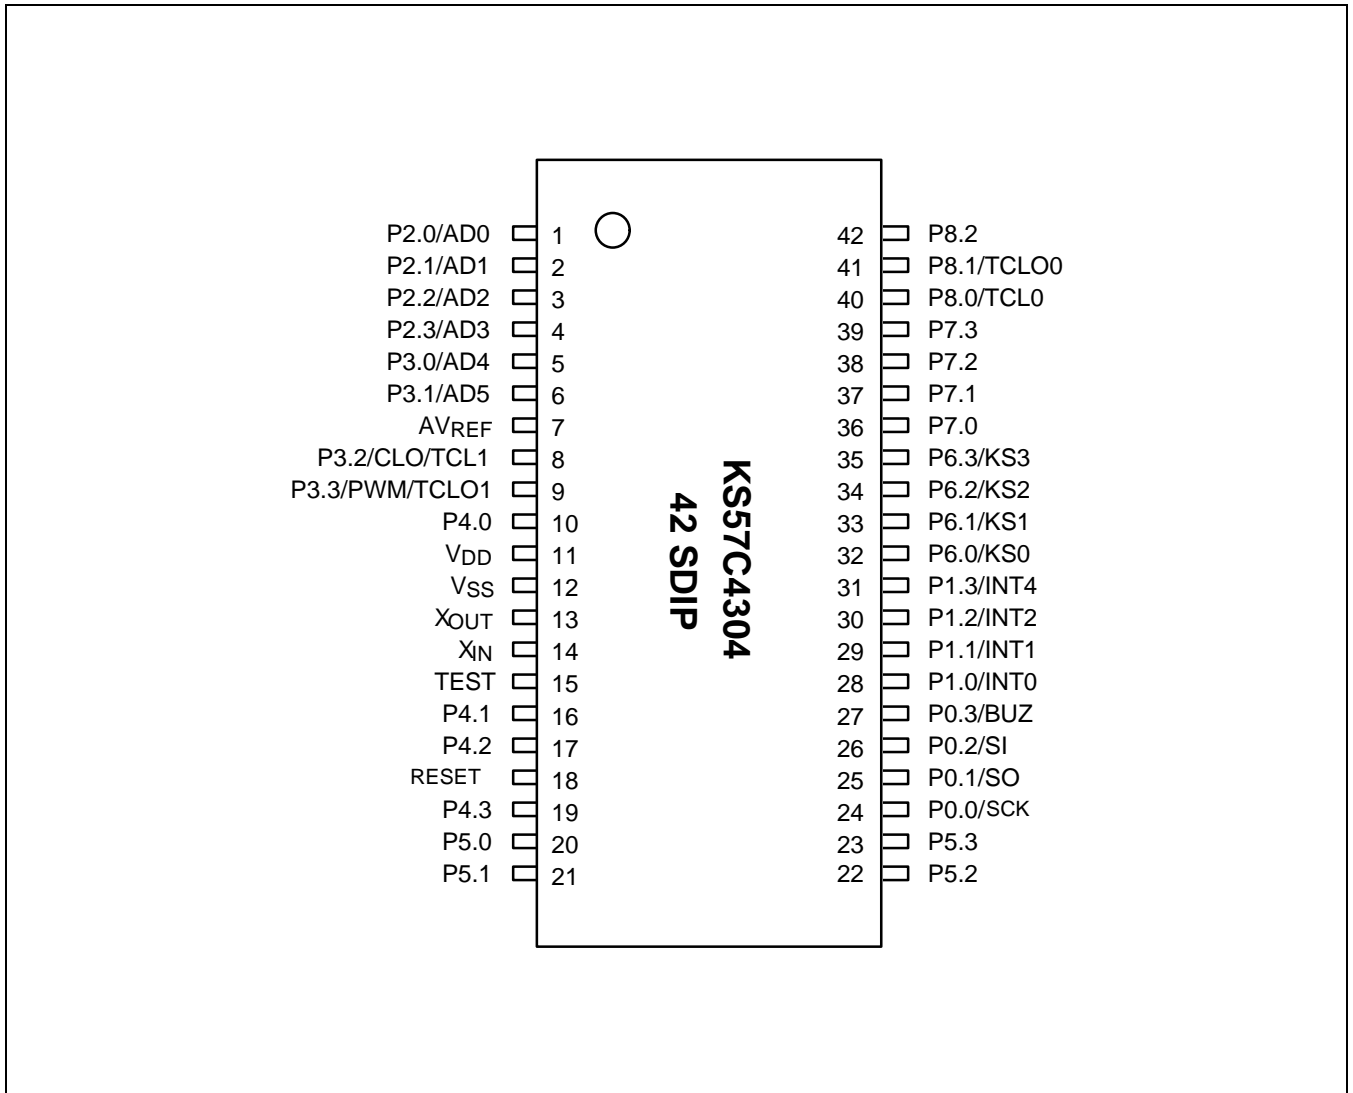 P2.0/AD0 1 42 P8.2
P2.1/AD1 2 41 P8.1/TCLO0
P2.2/AD2 3 40 P8.0/TCL0
P2.3/AD3 4 39 P7.3
P3.0/AD4 5 38 P7.2
P3.1/AD5 6 37 P7.1
AVREF 7 36 P7.0
P3.2/CLO/TCL1 8 35 P6.3/KS3
P3.3/PWM/TCLO1 9 34 P6.2/KS2
P4.0 10 33 P6.1/KS1
VDD 11 32 P6.0/KS0
VSS 12 31 P1.3/INT4
XOUT 13 30 P1.2/INT2
XIN 14 29 P1.1/INT1
TEST 15 28 P1.0/INT0
P4.1 16 27 P0.3/BUZ
P4.2 17 26 P0.2/SI
RESET 18 25 P0.1/SO
P4.3 19 24 P0.0/SCK
P5.0 20 23 P5.3
P5.1 21 22 P5.2
KS57C4304
42 SDIP